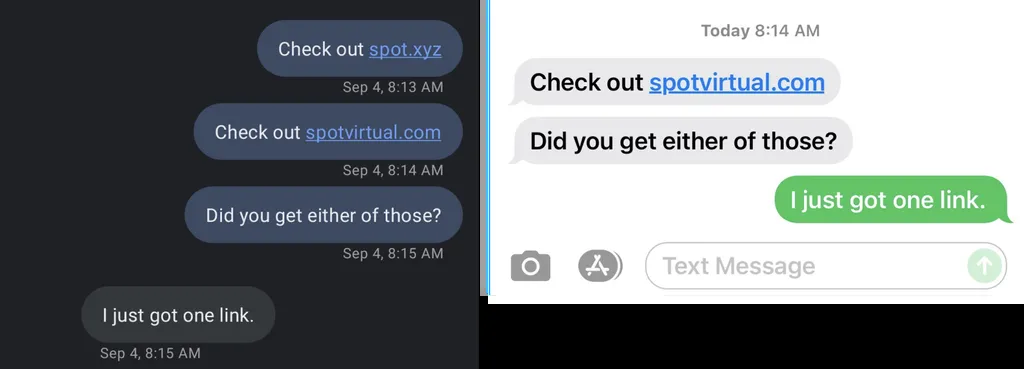 Check out spot.xyz
Sep 4, 8:13 AM
Check out spotvirtual.com
Sep 4, 8:14 AM
Did you get either of those?
Sep 4, 8:15 AM
I just got one link.
Sep 4, 8:15 AM
Today 8:14 AM
Check out spotvirtual.com
Did you get either of those?
I just got one link.
Text Message